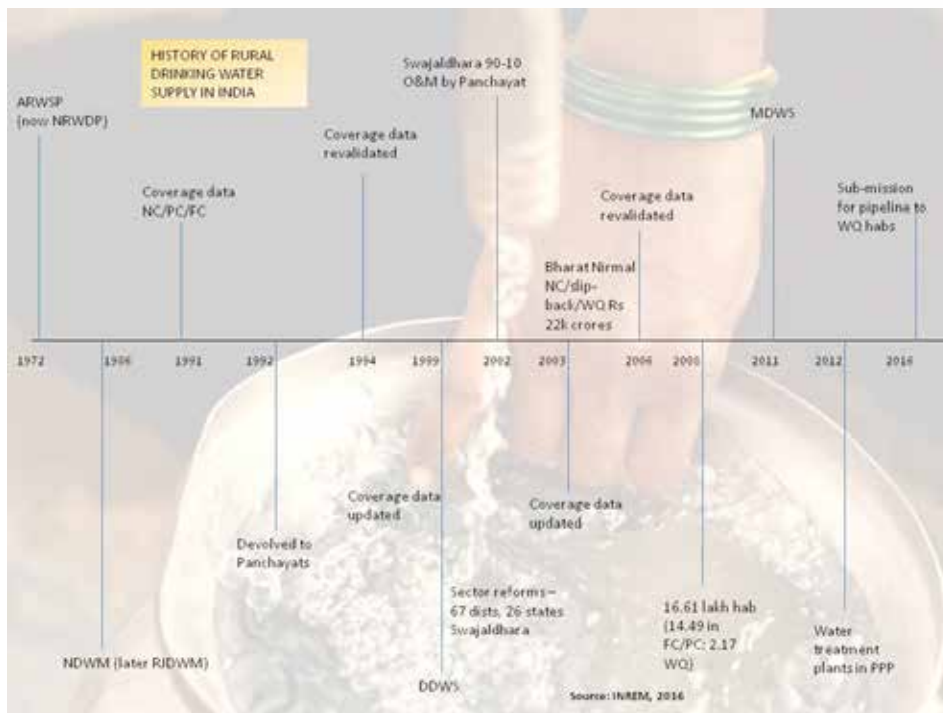 HISTORY OF RURAL
DRINKING WATER
SUPPLY IN INDIA
ARWSP
(now NRWDP)
Coverage data
NC/PC/FC
Coverage data
revalidated
Swajaldhara 90-10
O&M by Panchayat
Bharat Nirmal
NC/slip-
back/WQ Rs
22k crores
Coverage data
revalidated
MDWS
Sub-mission
for pipeline to
WQ habs
1972 1986 1991 1992 1994 1999 2002 2003 2006 2008 2011 2012 2016
NDWM (later RJDWM)
Devolved to
Panchayats
Coverage data
updated
Sector reforms –
67 dists, 26 states
Swajaldhara
DDWS
Coverage data
updated
16.61 lakh hab
(14.49 in
FC/PC; 2.17
WQ)
Water
treatment
plants in PPP
Source: INREM, 2016